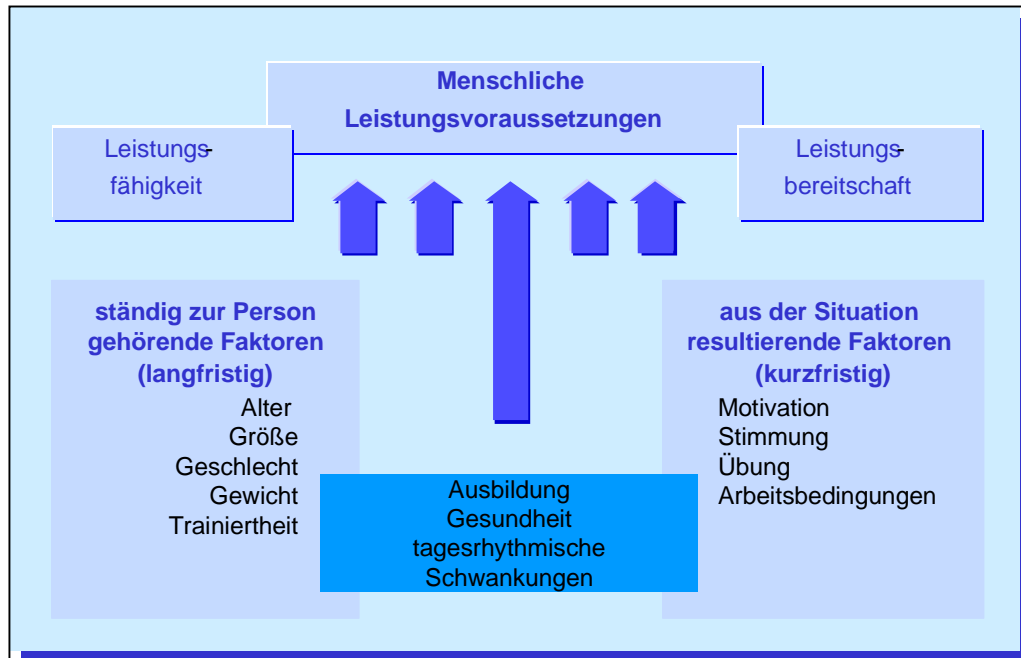 Menschliche
Leistungsvoraussetzungen
Leistungs-
fähigkeit
Leistungs-
bereitschaft
ständig zur Person
gehörende Faktoren
(langfristig)
Alter
Größe
Geschlecht
Gewicht
Trainiertheit
Ausbildung
Gesundheit
tagesrhythmische
Schwankungen
aus der Situation
resultierende Faktoren
(kurzfristig)
Motivation
Stimmung
Übung
Arbeitsbedingungen